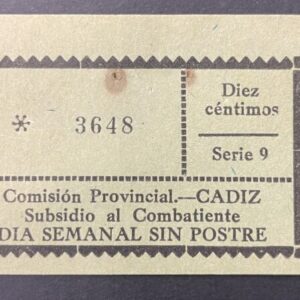 * 3648
Diez
céntimos
Serie 9
Comisión Provincial.--CADIZ
Subsidio al Combatiente
DIA SEMANAL SIN POSTRE